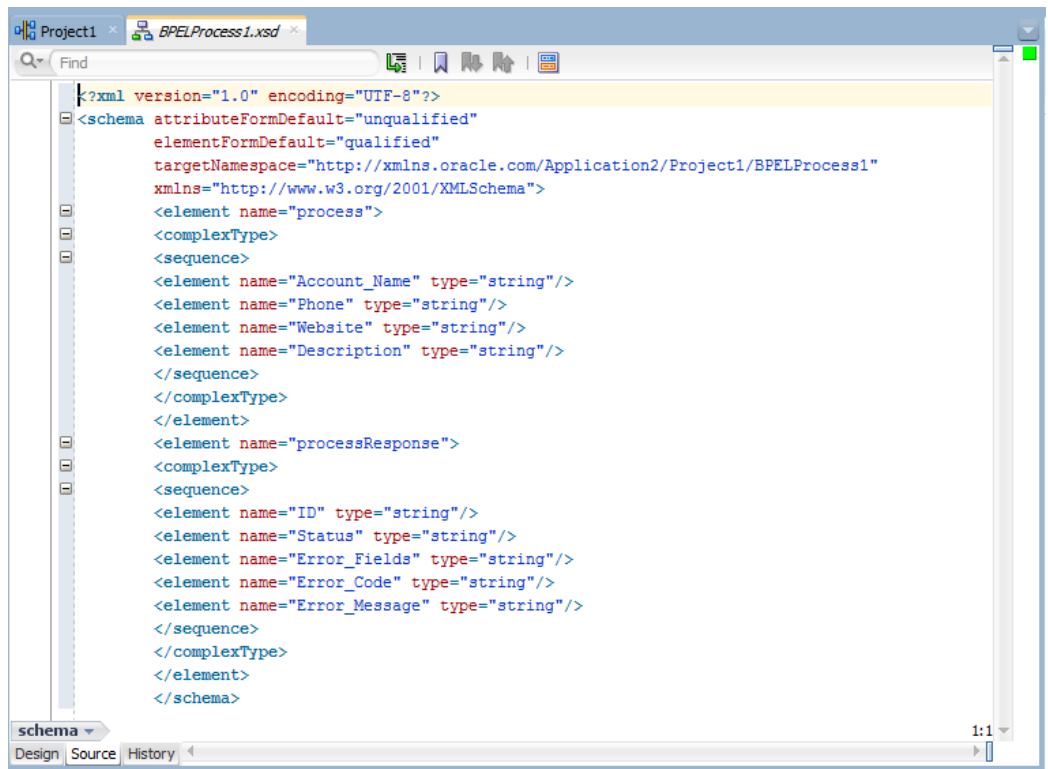 Project1 BPELProcess1.xsd
Find
<?xml version="1.0" encoding="UTF-8"?>
<schema attributeFormDefault="unqualified"
elementFormDefault="qualified"
targetNamespace="http://xmlns.oracle.com/Application2/Project1/BPELProcess1"
xmlns="http://www.w3.org/2001/XMLSchema">
<element name="process">
<complexType>
<sequence>
<element name="Account_Name" type="string"/>
<element name="Phone" type="string"/>
<element name="Website" type="string"/>
<element name="Description" type="string"/>
</sequence>
</complexType>
</element>
<element name="processResponse">
<complexType>
<sequence>
<element name="ID" type="string"/>
<element name="Status" type="string"/>
<element name="Error_Fields" type="string"/>
<element name="Error_Code" type="string"/>
<element name="Error_Message" type="string"/>
</sequence>
</complexType>
</element>
</schema>
schema 1:1
Design Source History